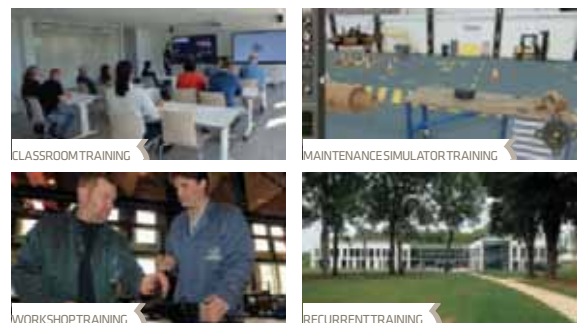 CLASSROOM TRAINING
MAINTENANCE SIMULATOR TRAINING
WORKSHOP TRAINING
RECURRENT TRAINING